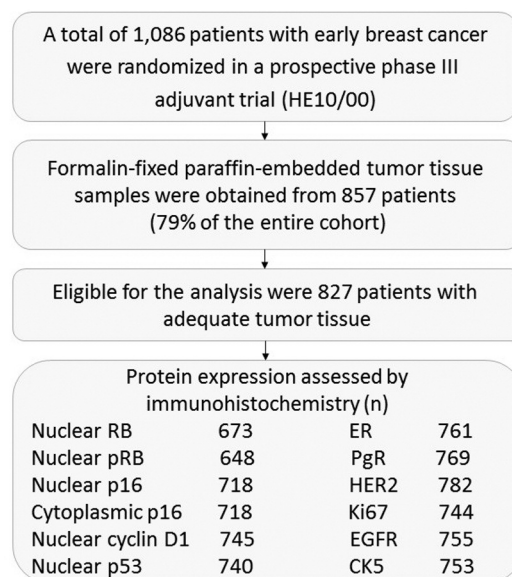 A total of 1,086 patients with early breast cancer
were randomized in a prospective phase III
adjuvant trial (HE10/00)
Formalin-fixed paraffin-embedded tumor tissue
samples were obtained from 857 patients
(79% of the entire cohort)
Eligible for the analysis were 827 patients with
adequate tumor tissue
Protein expression assessed by
immunohistochemistry (n)
Nuclear RB 673 ER 761
Nuclear pRB 648 PgR 769
Nuclear p16 718 HER2 782
Cytoplasmic p16 718 Ki67 744
Nuclear cyclin D1 745 EGFR 755
Nuclear p53 740 CK5 753